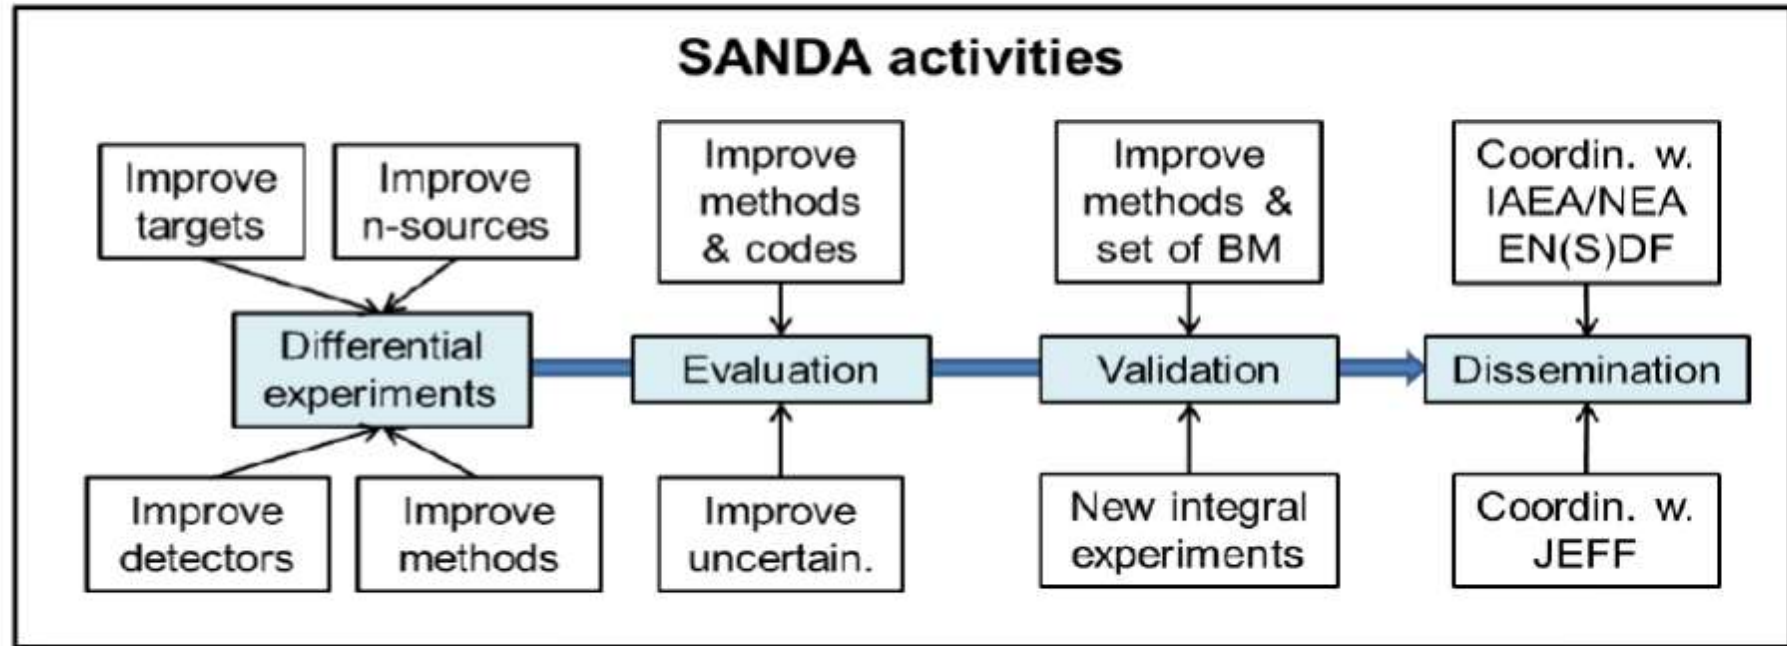 SANDA activities
Improve
targets
Improve
n-sources
Improve
methods
& codes
Improve
methods &
set of BM
Coordin. w.
IAEA/NEA
EN(S)DF
Differential
experiments
Evaluation
Validation
Dissemination
Improve
detectors
Improve
methods
Improve
uncertain.
New integral
experiments
Coordin. w.
JEFF